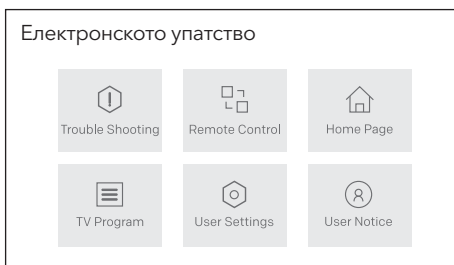 Електронското упатство
Trouble Shooting
Remote Control
Home Page
TV Program
User Settings
User Notice